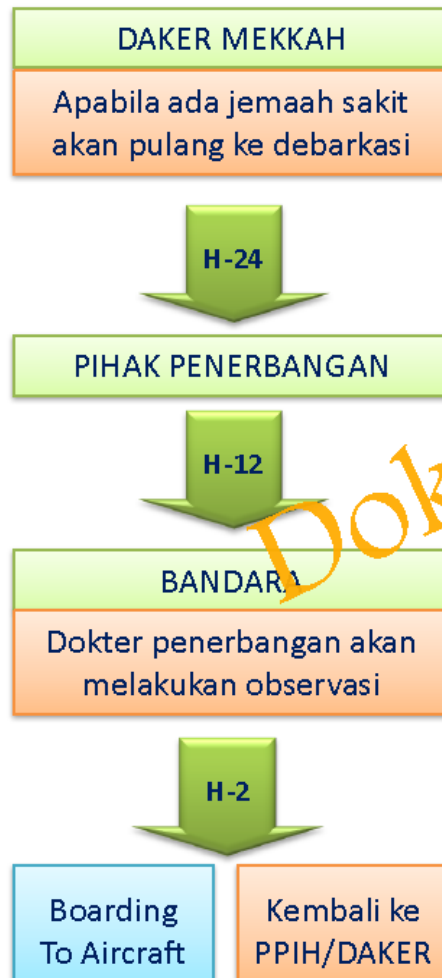 DAKER MEKKAH
Apabila ada jemaah sakit
akan pulang ke debarkasi
H-24
PIHAK PENERBANGAN
H-12
Dok
BANDARA
Dokter penerbangan akan
melakukan observasi
H-2
Boarding
To Aircraft
Kembali ke
PPIH/DAKER